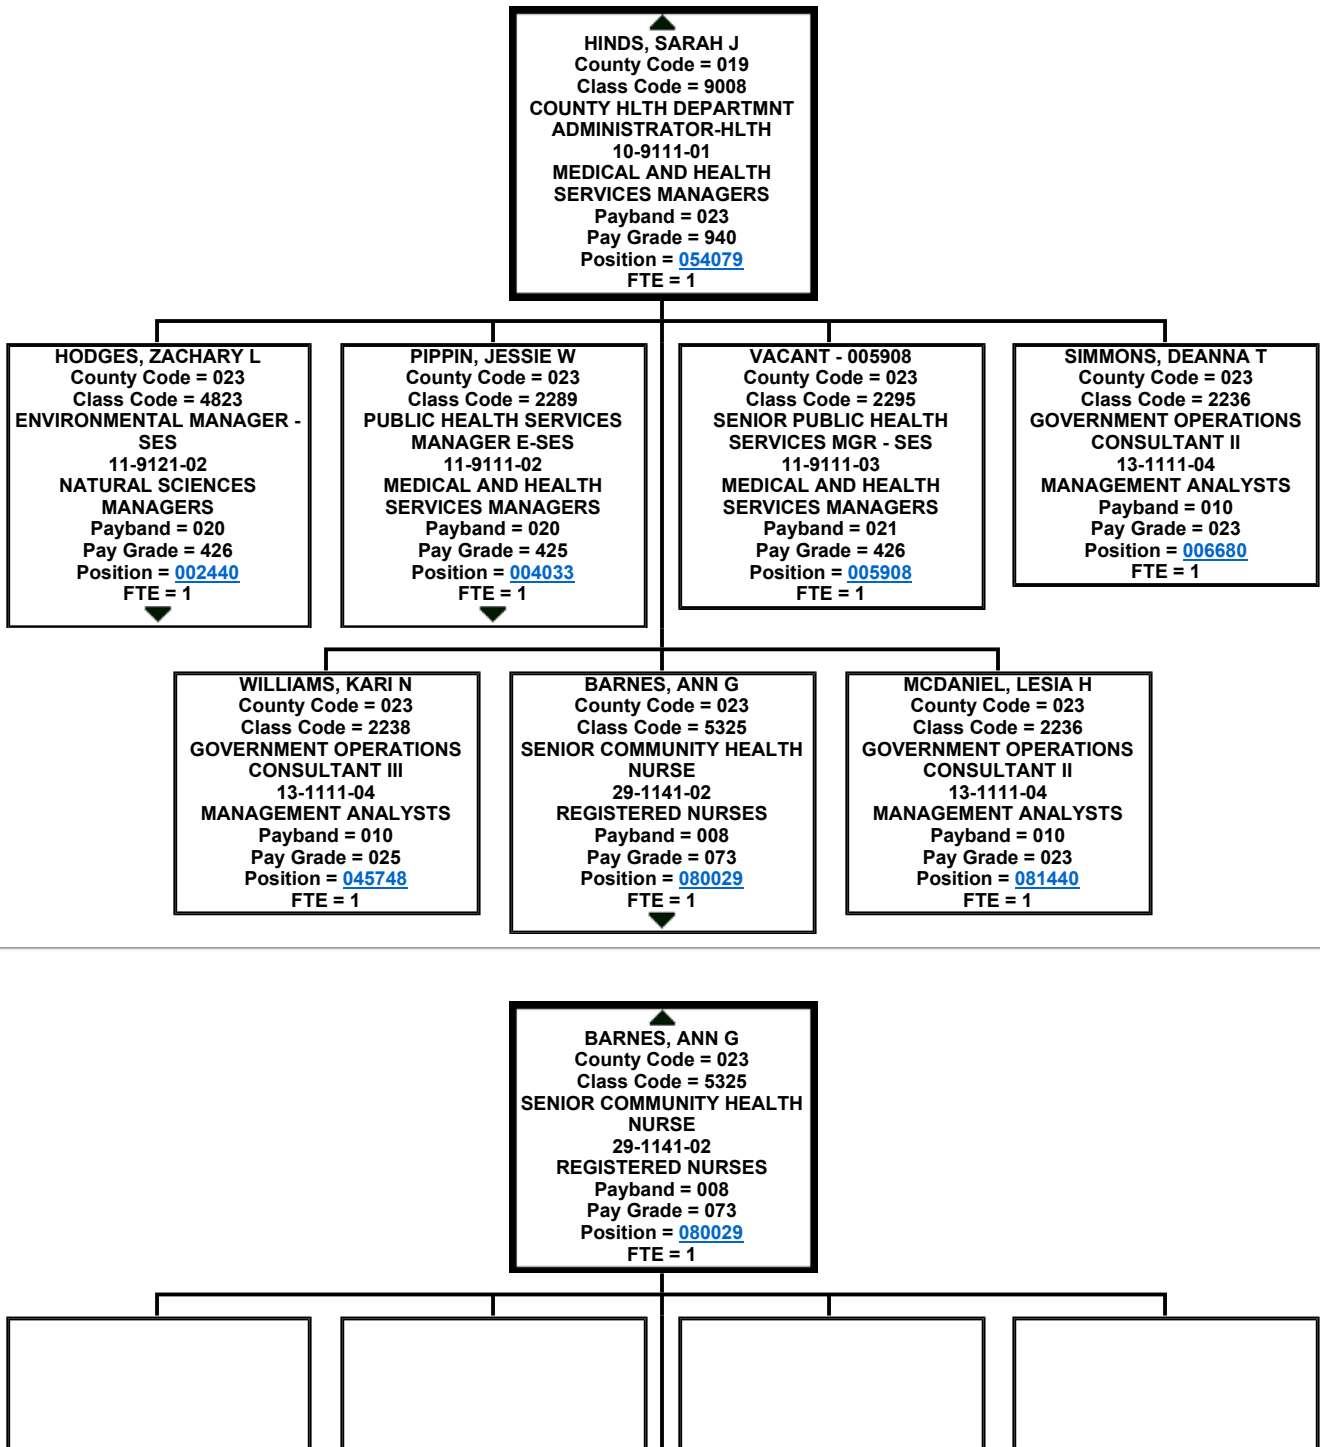 HINDS, SARAH J
County Code = 019
Class Code = 9008
COUNTY HLTH DEPARTMNT
ADMINISTRATOR-HLTH
10-9111-01
MEDICAL AND HEALTH
SERVICES MANAGERS
Payband = 023
Pay Grade = 940
Position = 054079
FTE = 1
HODGES, ZACHARY L
County Code = 023
Class Code = 4823
ENVIRONMENTAL MANAGER -
SES
11-9121-02
NATURAL SCIENCES
MANAGERS
Payband = 020
Pay Grade = 426
Position = 002440
FTE = 1
PIPPIN, JESSIE W
County Code = 023
Class Code = 2289
PUBLIC HEALTH SERVICES
MANAGER E-SES
11-9111-02
MEDICAL AND HEALTH
SERVICES MANAGERS
Payband = 020
Pay Grade = 425
Position = 004033
FTE = 1
VACANT - 005908
County Code = 023
Class Code = 2295
SENIOR PUBLIC HEALTH
SERVICES MGR - SES
11-9111-03
MEDICAL AND HEALTH
SERVICES MANAGERS
Payband = 021
Pay Grade = 426
Position = 005908
FTE = 1
SIMMONS, DEANNA T
County Code = 023
Class Code = 2236
GOVERNMENT OPERATIONS
CONSULTANT II
13-1111-04
MANAGEMENT ANALYSTS
Payband = 010
Pay Grade = 023
Position = 006680
FTE = 1
WILLIAMS, KARI N
County Code = 023
Class Code = 2238
GOVERNMENT OPERATIONS
CONSULTANT III
13-1111-04
MANAGEMENT ANALYSTS
Payband = 010
Pay Grade = 025
Position = 045748
FTE = 1
BARNES, ANN G
County Code = 023
Class Code = 5325
SENIOR COMMUNITY HEALTH
NURSE
29-1141-02
REGISTERED NURSES
Payband = 008
Pay Grade = 073
Position = 080029
FTE = 1
MCDANIEL, LESIA H
County Code = 023
Class Code = 2236
GOVERNMENT OPERATIONS
CONSULTANT II
13-1111-04
MANAGEMENT ANALYSTS
Payband = 010
Pay Grade = 023
Position = 081440
FTE = 1
BARNES, ANN G
County Code = 023
Class Code = 5325
SENIOR COMMUNITY HEALTH
NURSE
29-1141-02
REGISTERED NURSES
Payband = 008
Pay Grade = 073
Position = 080029
FTE = 1